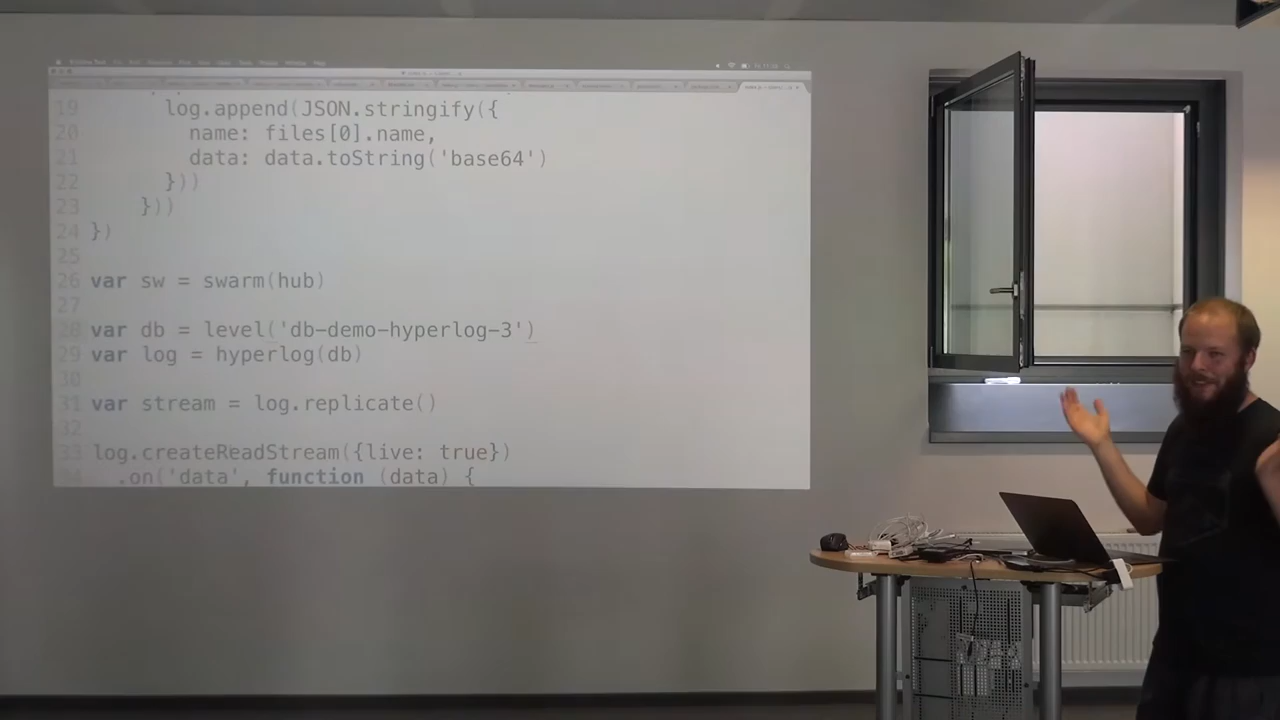 19 log.append(JSON.stringify({
20 name: files[0].name,
21 data: data.toString('base64')
22 }))
23 }))
24 })
25
26 var sw = swarm(hub)
27
28 var db = level('db-demo-hyperlog-3')
29 var log = hyperlog(db)
30
31 var stream = log.replicate()
32
33 log.createReadStream({live: true})
34 .on('data', function (data) {